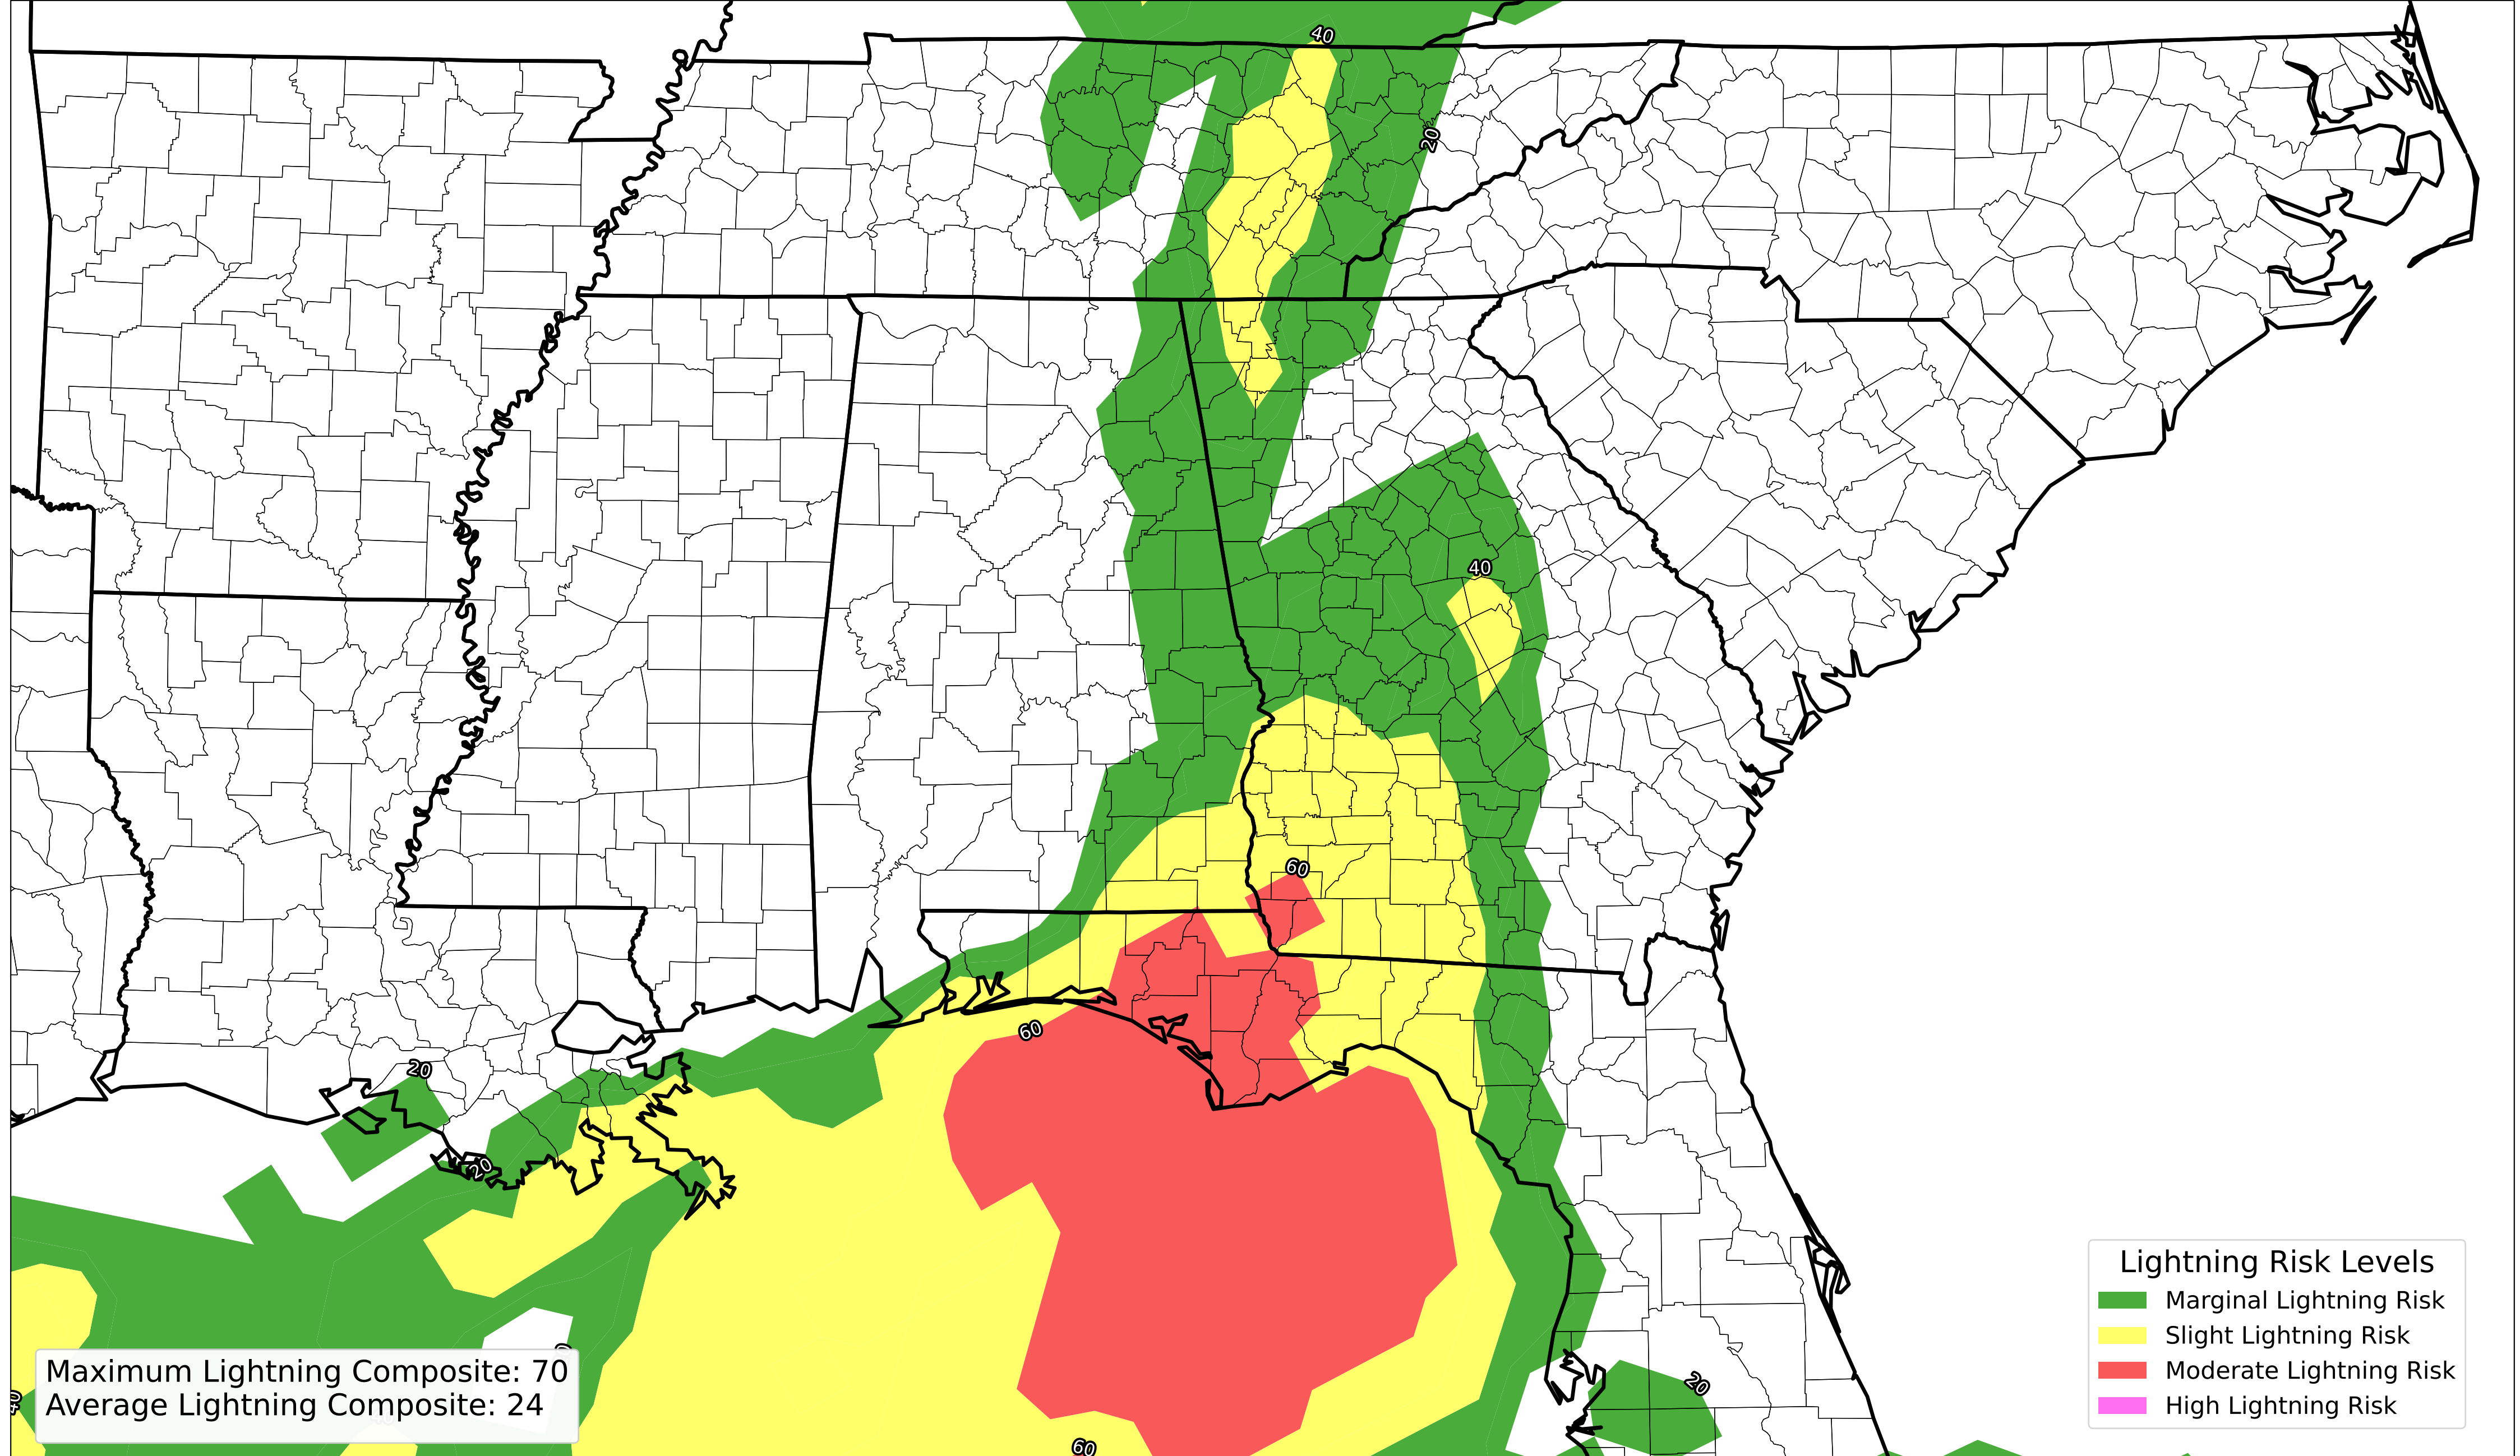 40
20
40
60
60
20
20
20
40
60
Lightning Risk Levels
Marginal Lightning Risk
Slight Lightning Risk
Moderate Lightning Risk
High Lightning Risk
Maximum Lightning Composite: 70
Average Lightning Composite: 24